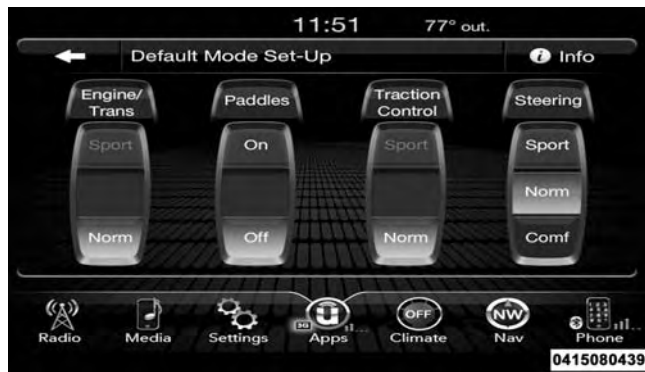 11:51 77° out.
Default Mode Set-Up
i Info
Engine/
Trans
Paddles
Traction
Control
Steering
Sport
On
Sport
Sport
Norm
Norm
Off
Norm
Comf
Radio
Media
Settings
3G
Apps
OFF
Climate
NW
Nav
Phone
0415080439